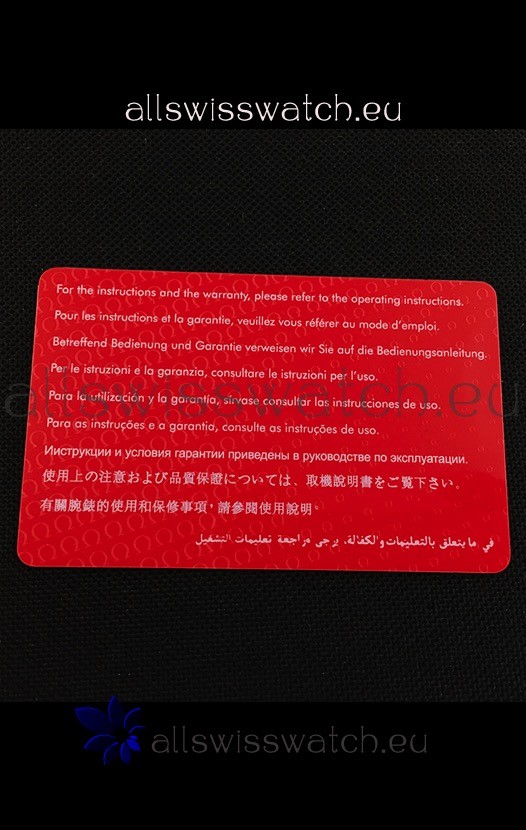 allswisswatch.eu
For the instructions and the warranty, please refer to the operating instructions.
Pour les instructions et la garantie, veuillez vous référer au mode d'emploi.
Betreffend Bedienung und Garantie verweisen wir Sie auf die Bedienungsanleitung.
Per le istruzioni e la garanzia, consultare le istruzioni per l'uso.
allswisswatch.eu
Para la utilización y la garantía, sírvase consultar las instrucciones de uso.
Para as instruções e a garantia, consulte as instruções de uso.
Инструкции и условия гарантии приведены в руководстве по эксплуатации.
使用上の注意および品質保證については、取機說明書をご覧下さい。
有關腕錶的使用和保修事項，請參閱使用說明。
في ما يتعلق بالتعليمات والكفالة، يرجى مراجعة تعليمات التشغيل
allswisswatch.eu